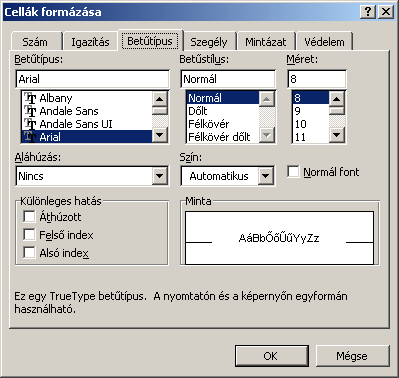 Cellák formázása
Szám Igazítás Betűtípus Szegély Mintázat Védelem
Betűtípus: Betűstílus: Méret:
Arial Normál 8
Albany Normál 8
Andale Sans Dőlt 9
Andale Sans UI Félkövér 10
Arial Félkövér dőlt 11
Aláhúzás: Szín:
Nincs Automatikus Normál font
Különleges hatás Minta
Áthúzott
Felső index
Alsó index
AáBbŐőŰűYyZz
Ez egy TrueType betűtípus. A nyomtatón és a képernyőn egyformán
használható.
OK Mégse